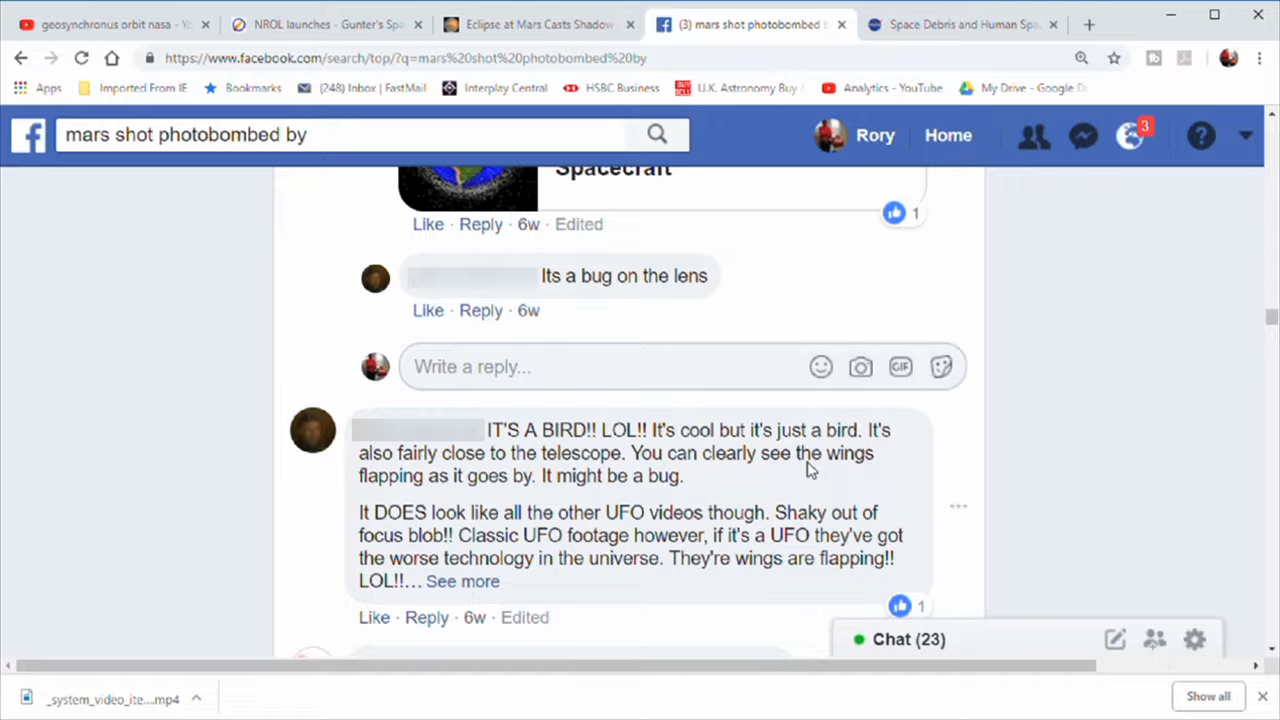 geosynchronus orbit nasa - Yo
NROL launches - Gunter's Spa
Eclipse at Mars Casts Shadow
(3) mars shot photobombed b
Space Debris and Human Spa
https://www.facebook.com/search/top/?q=mars%20shot%20photobombed%20by
Apps
Imported From IE
Bookmarks
(248) Inbox | FastMail
Interplay Central
HSBC Business
BUY SELL
U.K. Astronomy Buy
Analytics - YouTube
My Drive - Google D
mars shot photobombed by
Rory
Home
3
Spacecraft
1
Like · Reply · 6w · Edited
Its a bug on the lens
Like · Reply · 6w
Write a reply...
GIF
IT'S A BIRD!! LOL!! It's cool but it's just a bird. It's
also fairly close to the telescope. You can clearly see the wings
flapping as it goes by. It might be a bug.
It DOES look like all the other UFO videos though. Shaky out of
focus blob!! Classic UFO footage however, if it's a UFO they've got
the worse technology in the universe. They're wings are flapping!!
LOL!!... See more
1
Like · Reply · 6w · Edited
Chat (23)
_system_video_ite....mp4
Show all